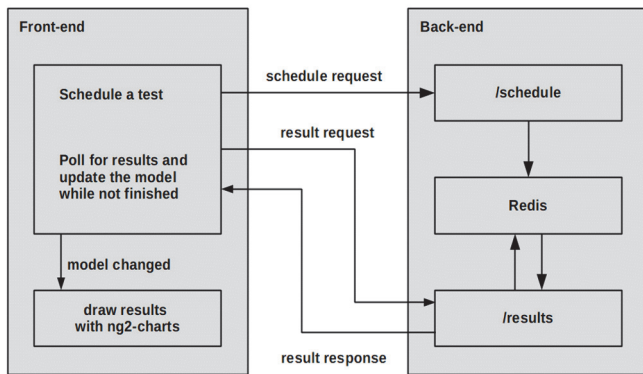 Front-end
Schedule a test
Poll for results and
update the model
while not finished
model changed
draw results
with ng2-charts
schedule request
result request
result response
Back-end
/schedule
Redis
/results